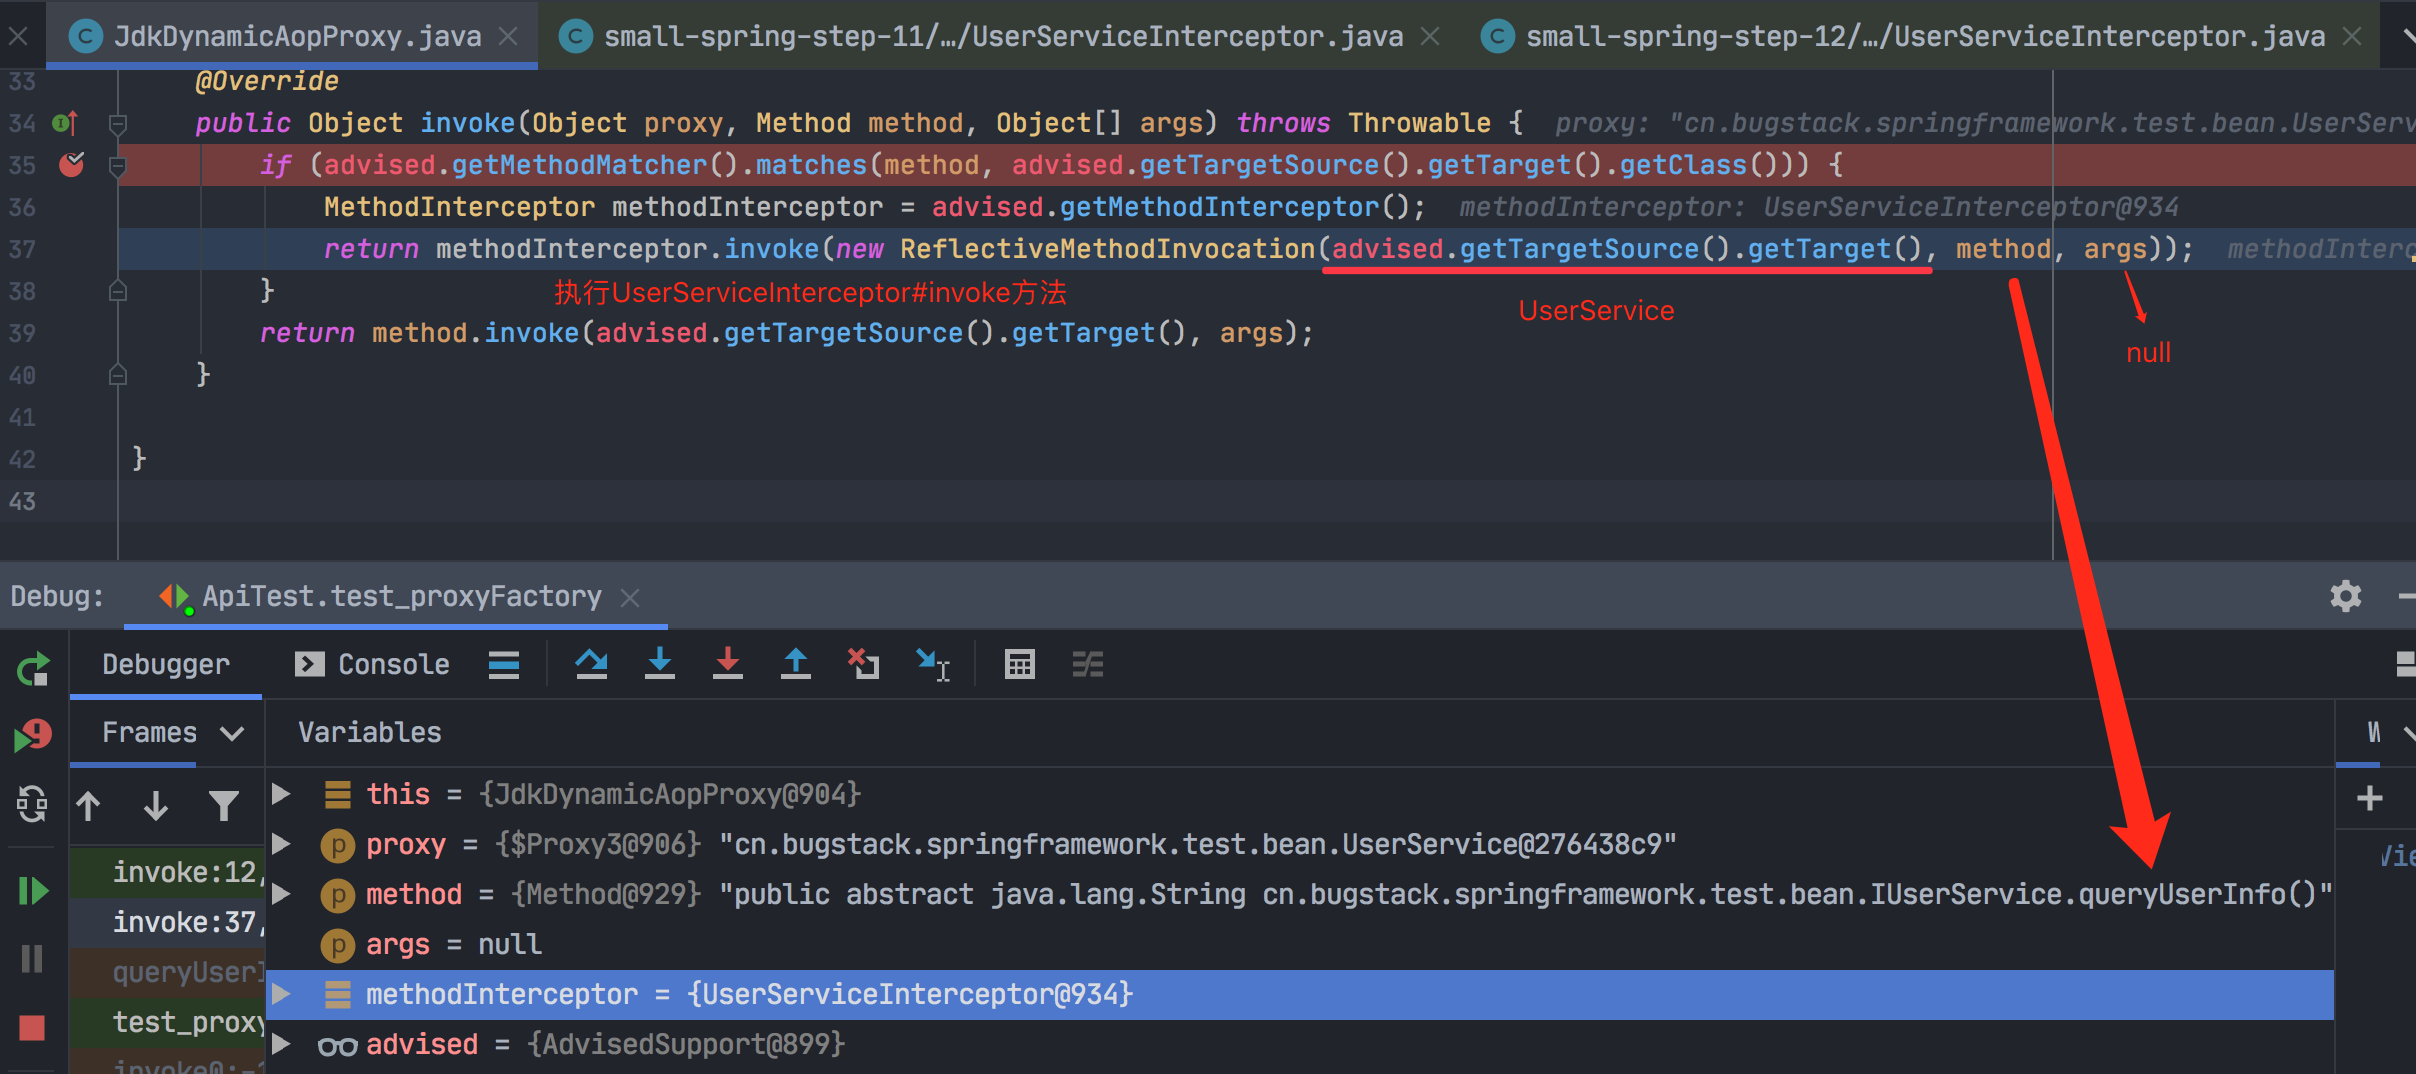 JdkDynamicAopProxy.java small-spring-step-11/…/UserServiceInterceptor.java small-spring-step-12/…/UserServiceInterceptor.java
33 @Override
34 public Object invoke(Object proxy, Method method, Object[] args) throws Throwable { proxy: "cn.bugstack.springframework.test.bean.UserServ
35 if (advised.getMethodMatcher().matches(method, advised.getTargetSource().getTarget().getClass())) {
36 MethodInterceptor methodInterceptor = advised.getMethodInterceptor(); methodInterceptor: UserServiceInterceptor@934
37 return methodInterceptor.invoke(new ReflectiveMethodInvocation(advised.getTargetSource().getTarget(), method, args)); methodInterc
38 }
执行UserServiceInterceptor#invoke方法
UserService
39 return method.invoke(advised.getTargetSource().getTarget(), args);
null
40 }
41
42 }
43
Debug: ApiTest.test_proxyFactory
Debugger Console
Frames Variables W
this = {JdkDynamicAopProxy@904}
proxy = {$Proxy3@906} "cn.bugstack.springframework.test.bean.UserService@276438c9"
invoke:12,
method = {Method@929} "public abstract java.lang.String cn.bugstack.springframework.test.bean.IUserService.queryUserInfo()"
invoke:37,
args = null
queryUserI
methodInterceptor = {UserServiceInterceptor@934}
test_proxy
advised = {AdvisedSupport@899}